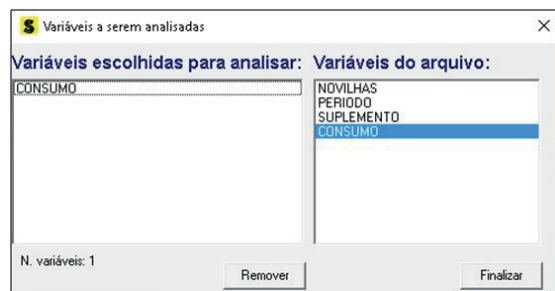 S Variáveis a serem analisadas
Variáveis escolhidas para analisar: Variáveis do arquivo:
CONSUMO
NOVILHAS
PERIODO
SUPLEMENTO
CONSUMO
N. variáveis: 1
Remover
Finalizar